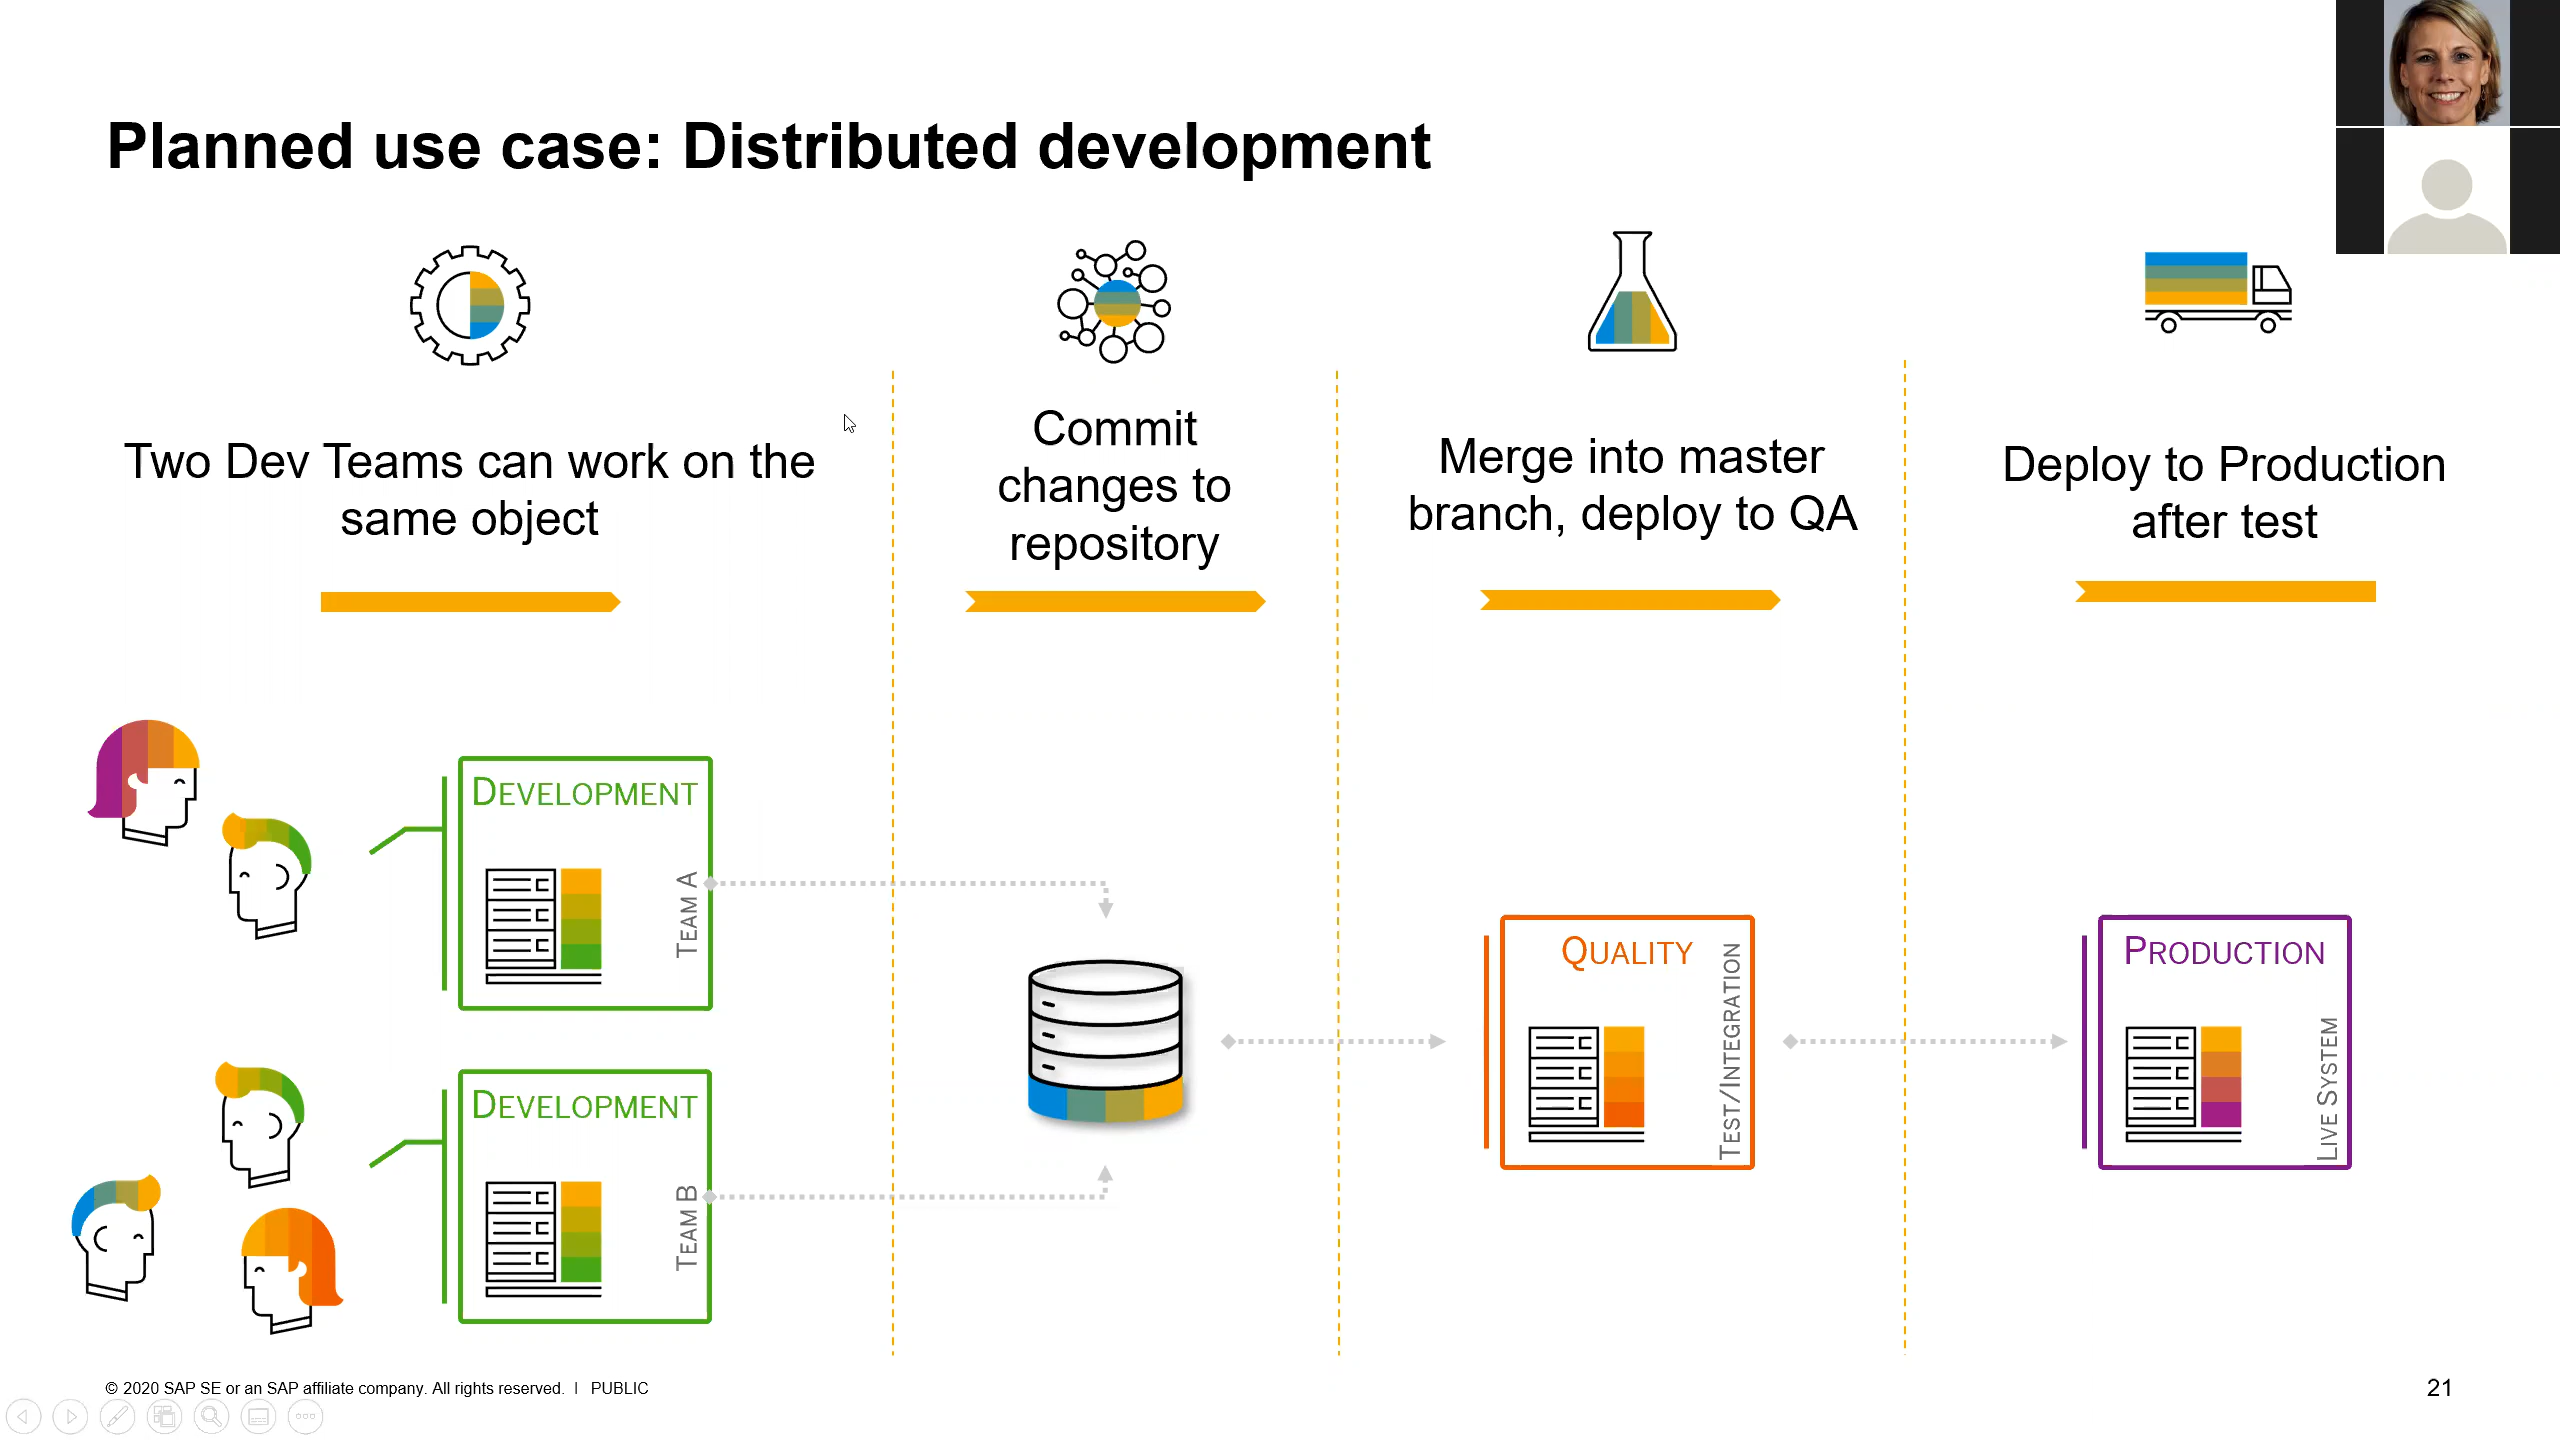 Planned use case: Distributed development
Two Dev Teams can work on the
same object
Commit
changes to
repository
Merge into master
branch, deploy to QA
Deploy to Production
after test
DEVELOPMENT
TEAM A
DEVELOPMENT
TEAM B
QUALITY
TEST/INTEGRATION
PRODUCTION
LIVE SYSTEM
© 2020 SAP SE or an SAP affiliate company. All rights reserved. | PUBLIC
21